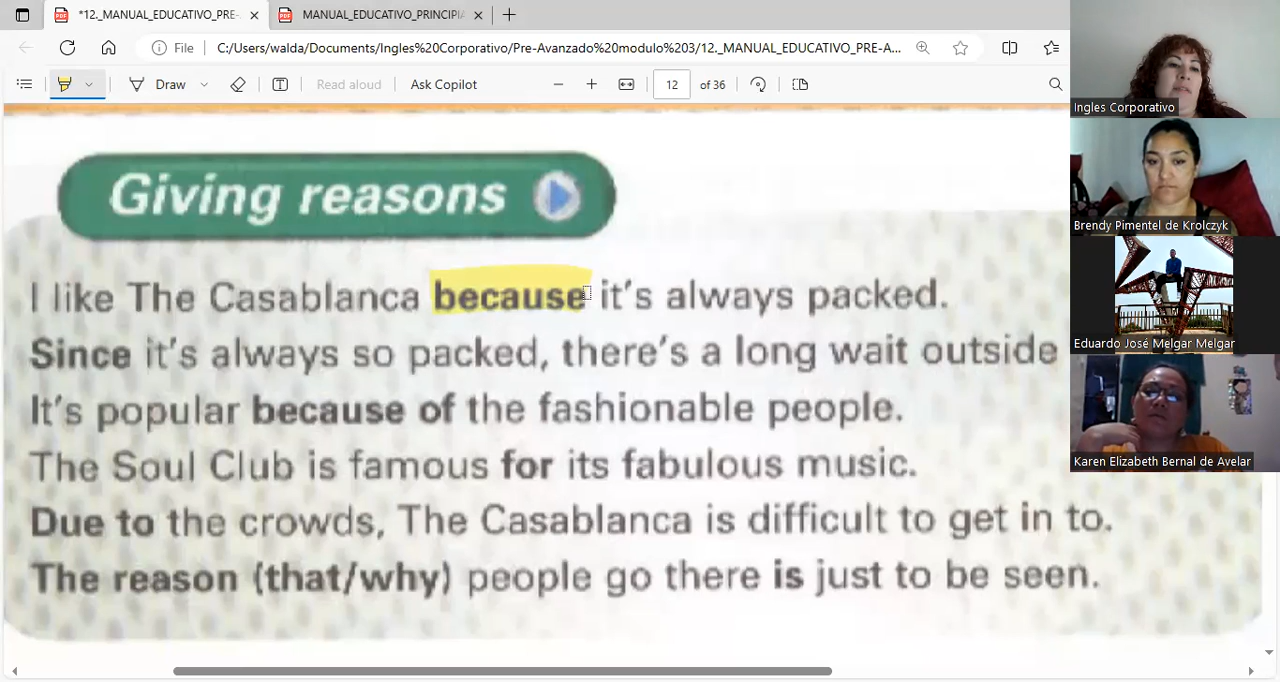 *12._MANUAL_EDUCATIVO_PRE-
MANUAL_EDUCATIVO_PRINCIPIA
File
C:/Users/walda/Documents/Ingles%20Corporativo/Pre-Avanzado%20modulo%203/12._MANUAL_EDUCATIVO_PRE-A...
Draw
Read aloud
Ask Copilot
12 of 36
Giving reasons
I like The Casablanca because it's always packed.
Since it's always so packed, there's a long wait outside
It's popular because of the fashionable people.
The Soul Club is famous for its fabulous music.
Due to the crowds, The Casablanca is difficult to get in to.
The reason (that/why) people go there is just to be seen.
Ingles Corporativo
Brendy Pimentel de Krolczyk
Eduardo José Melgar Melgar
Karen Elizabeth Bernal de Avelar